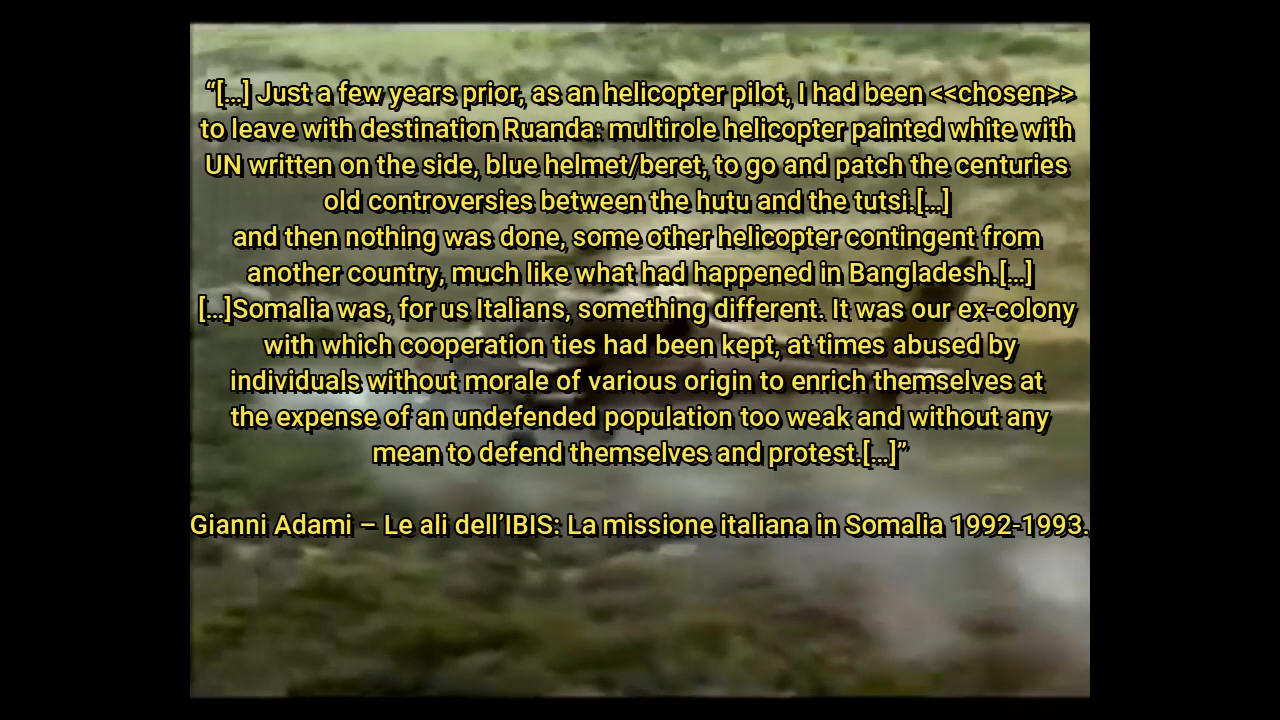 “[...] Just a few years prior, as an helicopter pilot, I had been <<chosen>>
to leave with destination Ruanda: multirole helicopter painted white with
UN written on the side, blue helmet/beret, to go and patch the centuries
old controversies between the hutu and the tutsi.[...]
and then nothing was done, some other helicopter contingent from
another country, much like what had happened in Bangladesh.[...]
[...]Somalia was, for us Italians, something different. It was our ex-colony
with which cooperation ties had been kept, at times abused by
individuals without morale of various origin to enrich themselves at
the expense of an undefended population too weak and without any
mean to defend themselves and protest.[...]”
Gianni Adami – Le ali dell’IBIS: La missione italiana in Somalia 1992-1993.